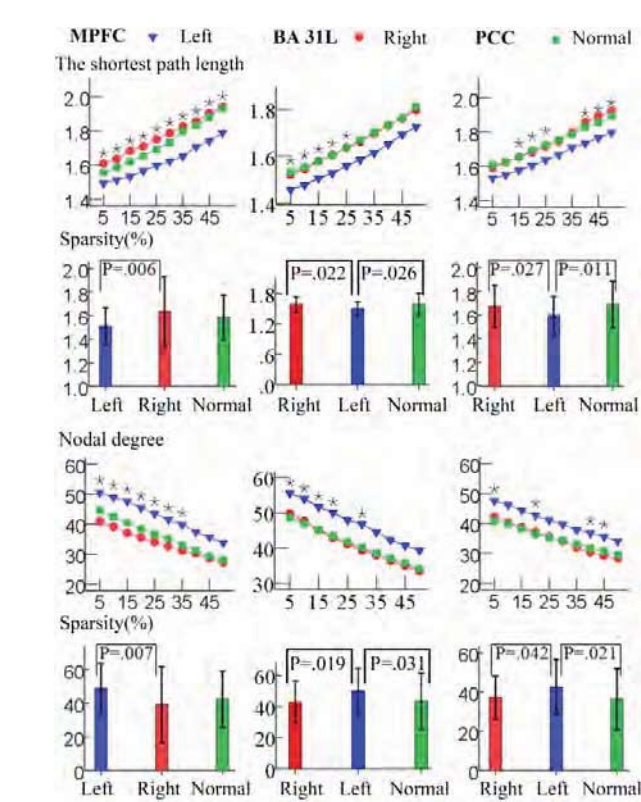 MPFC Left BA 31L Right PCC Normal
The shortest path length
2.0 1.8 1.6 1.4
1.8 1.6 1.4
2.0 1.8 1.6 1.4
5 15 25 35 45 5 15 25 35 45 5 15 25 35 45
Sparsity(%)
P=.006 P=.022 P=.026 P=.027 P=.011
2.0 1.8 1.6 1.4 1.2 1.0
1.8 1.2 .6 .0
2.0 1.8 1.6 1.4 1.2 1.0
Left Right Normal Right Left Normal Right Left Normal
Nodal degree
60 50 40 30 20
60 50 40 30
60 50 40 30 20
5 15 25 35 45 5 15 25 35 45 5 15 25 35 45
Sparsity(%)
P=.007 P=.019 P=.031 P=.042 P=.021
60 40 20 0
60 40 20 0
60 40 20 0
Left Right Normal Right Left Normal Right Left Normal